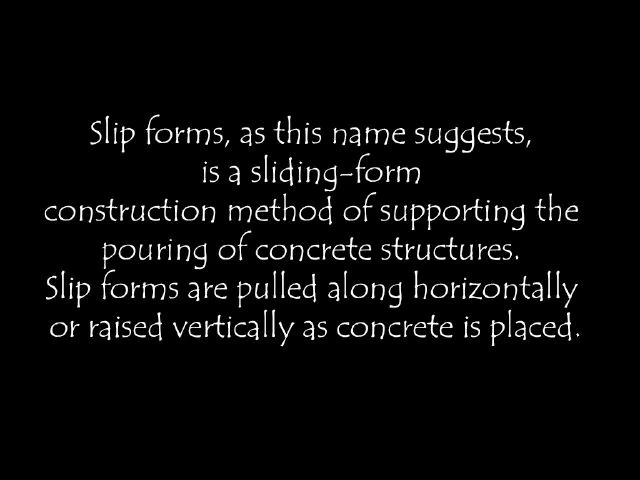 Slip forms, as this name suggests,
is a sliding-form
construction method of supporting the
pouring of concrete structures.
Slip forms are pulled along horizontally
or raised vertically as concrete is placed.